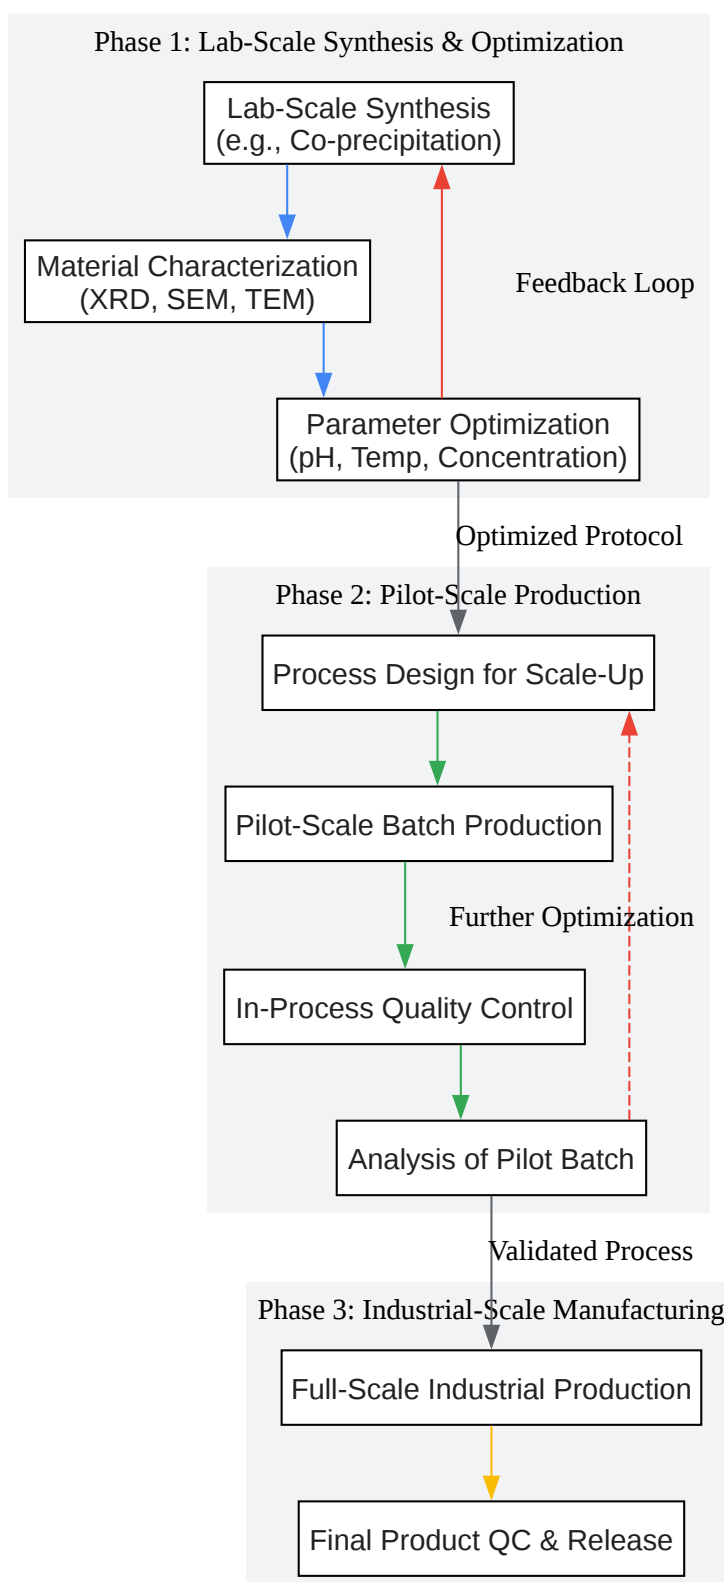 Phase 1: Lab-Scale Synthesis & Optimization
Lab-Scale Synthesis
(e.g., Co-precipitation)
Material Characterization
(XRD, SEM, TEM)
Feedback Loop
Parameter Optimization
(pH, Temp, Concentration)
Optimized Protocol
Phase 2: Pilot-Scale Production
Process Design for Scale-Up
Pilot-Scale Batch Production
Further Optimization
In-Process Quality Control
Analysis of Pilot Batch
Validated Process
Phase 3: Industrial-Scale Manufacturing
Full-Scale Industrial Production
Final Product QC & Release